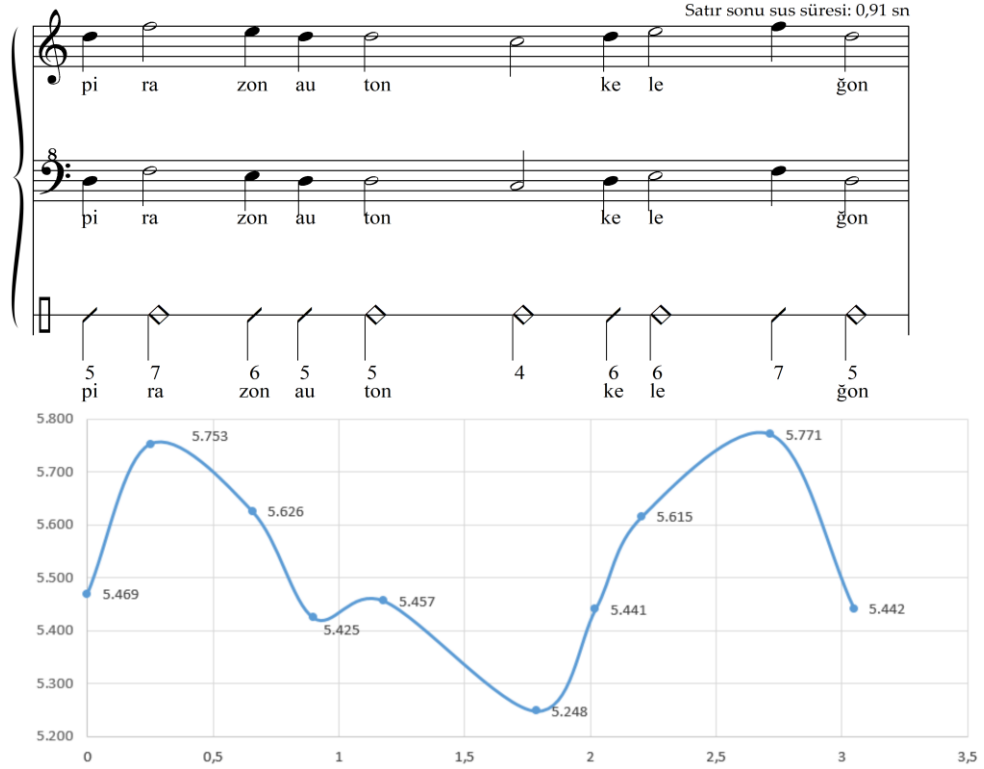 Satır sonu sus süresi: 0,91 sn
pi ra zon au ton ke le ğon
8
pi ra zon au ton ke le ğon
5 7 6 5 5 4 6 6 7 5
pi ra zon au ton ke le ğon
5.800
5.753 5.771
5.700
5.626 5.615
5.600
5.500
5.469 5.457 5.441 5.442
5.425
5.400
5.300
5.248
5.200
0 0,5 1 1,5 2 2,5 3 3,5